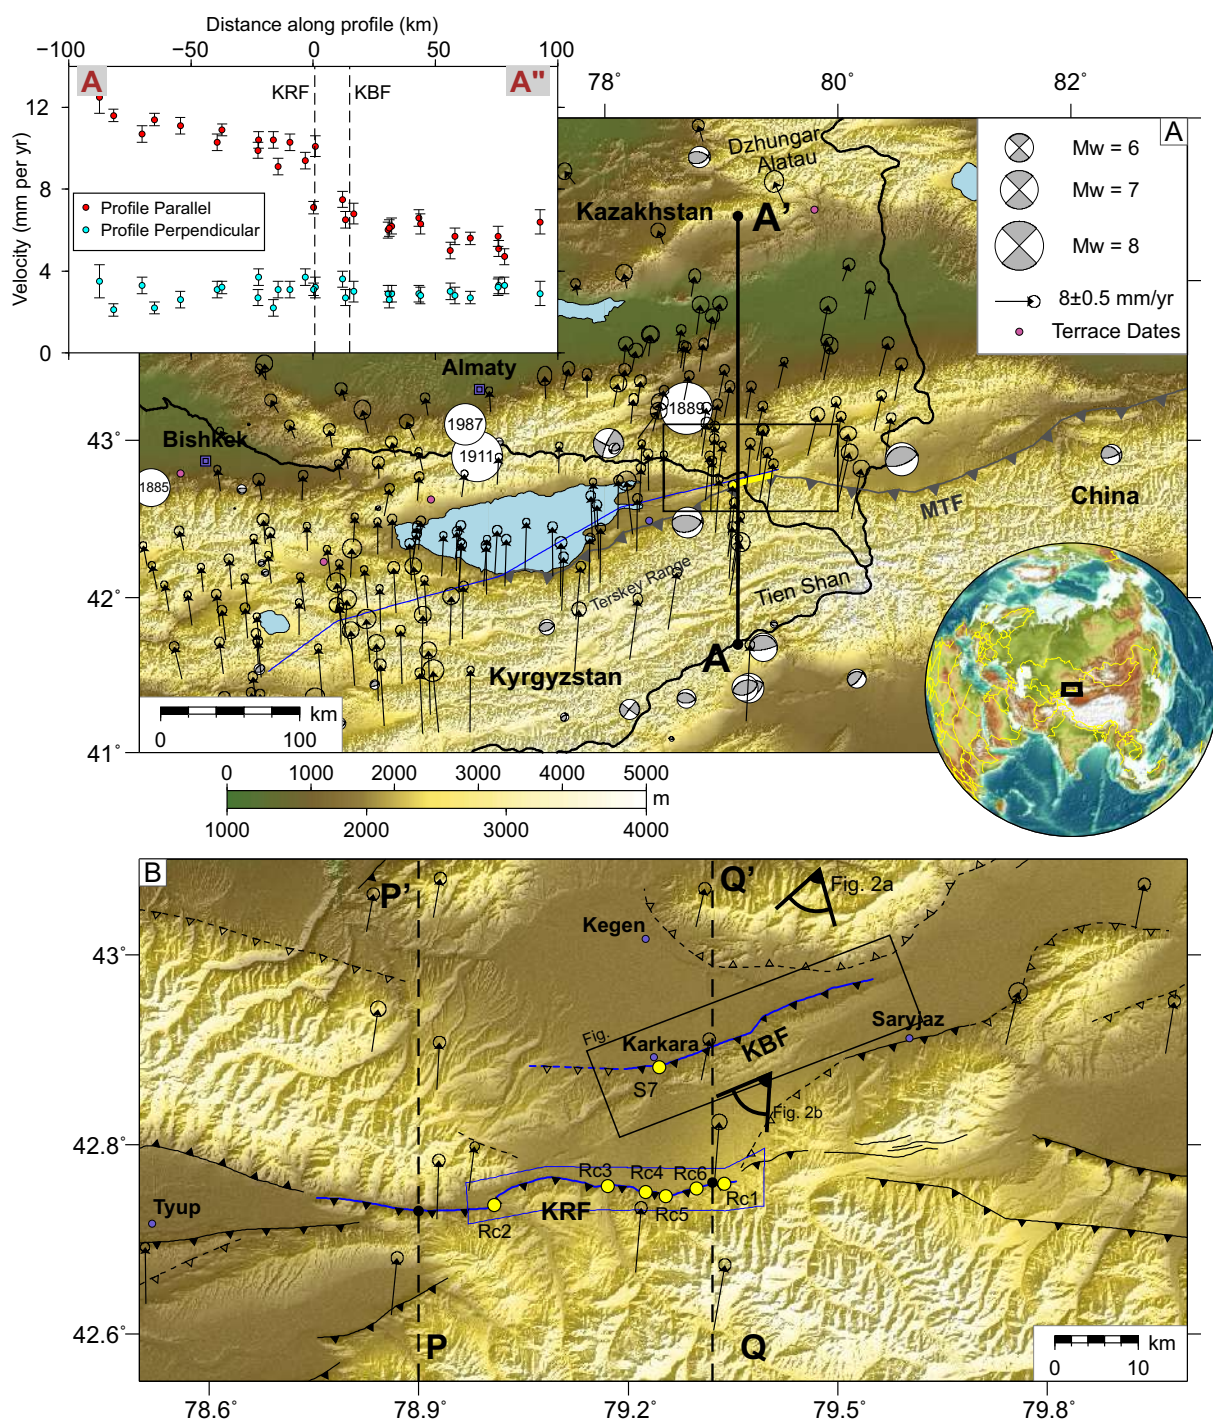 Distance along profile (km)
−100 −50 0 50 100
A KRF KBF A"
Velocity (mm per yr)
12
8
4
0
Profile Parallel
Profile Perpendicular
78° 80° 82°
A
Dzhungar
Alatau
Kazakhstan
A’
Mw = 6
Mw = 7
Mw = 8
8±0.5 mm/yr
Terrace Dates
Almaty
43°
Bishkek
1987
1889
1911
1885
MTF
China
42°
Terskey Range
Tien Shan
A
Kyrgyzstan
km
0 100
41°
0 1000 2000 3000 4000 5000
m
1000 2000 3000 4000
B
P’
Q’
Fig. 2a
Kegen
43°
Fig.
Karkara
KBF
Saryjaz
S7
Fig. 2b
42.8°
Rc3 Rc4 Rc6
Tyup
Rc2
KRF
Rc5
Rc1
42.6°
P
Q
km
0 10
78.6° 78.9° 79.2° 79.5° 79.8°